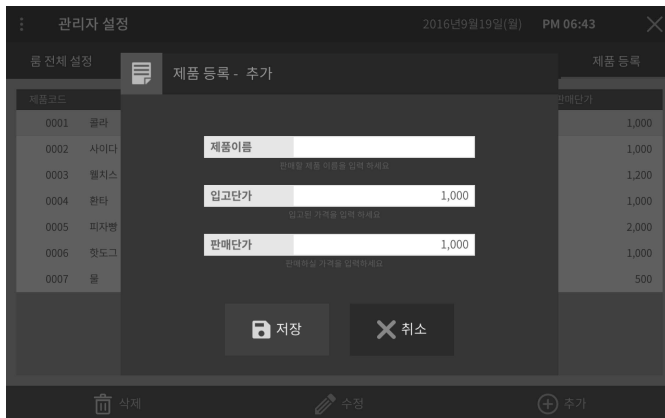 관리자 설정 2016년9월19일(월) PM 06:43
룸 전체 설정 제품 등록
제품 등록 - 추가
제품코드 판매단가
0001 콜라 1,000
0002 사이다 1,000
0003 웰치스 1,200
0004 환타 1,000
0005 피자빵 2,000
0006 핫도그 1,000
0007 물 500
제품이름
판매할 제품 이름을 입력 하세요
입고단가 1,000
입고된 가격을 입력 하세요
판매단가 1,000
판매하실 가격을 입력하세요
저장 취소
삭제 수정 추가